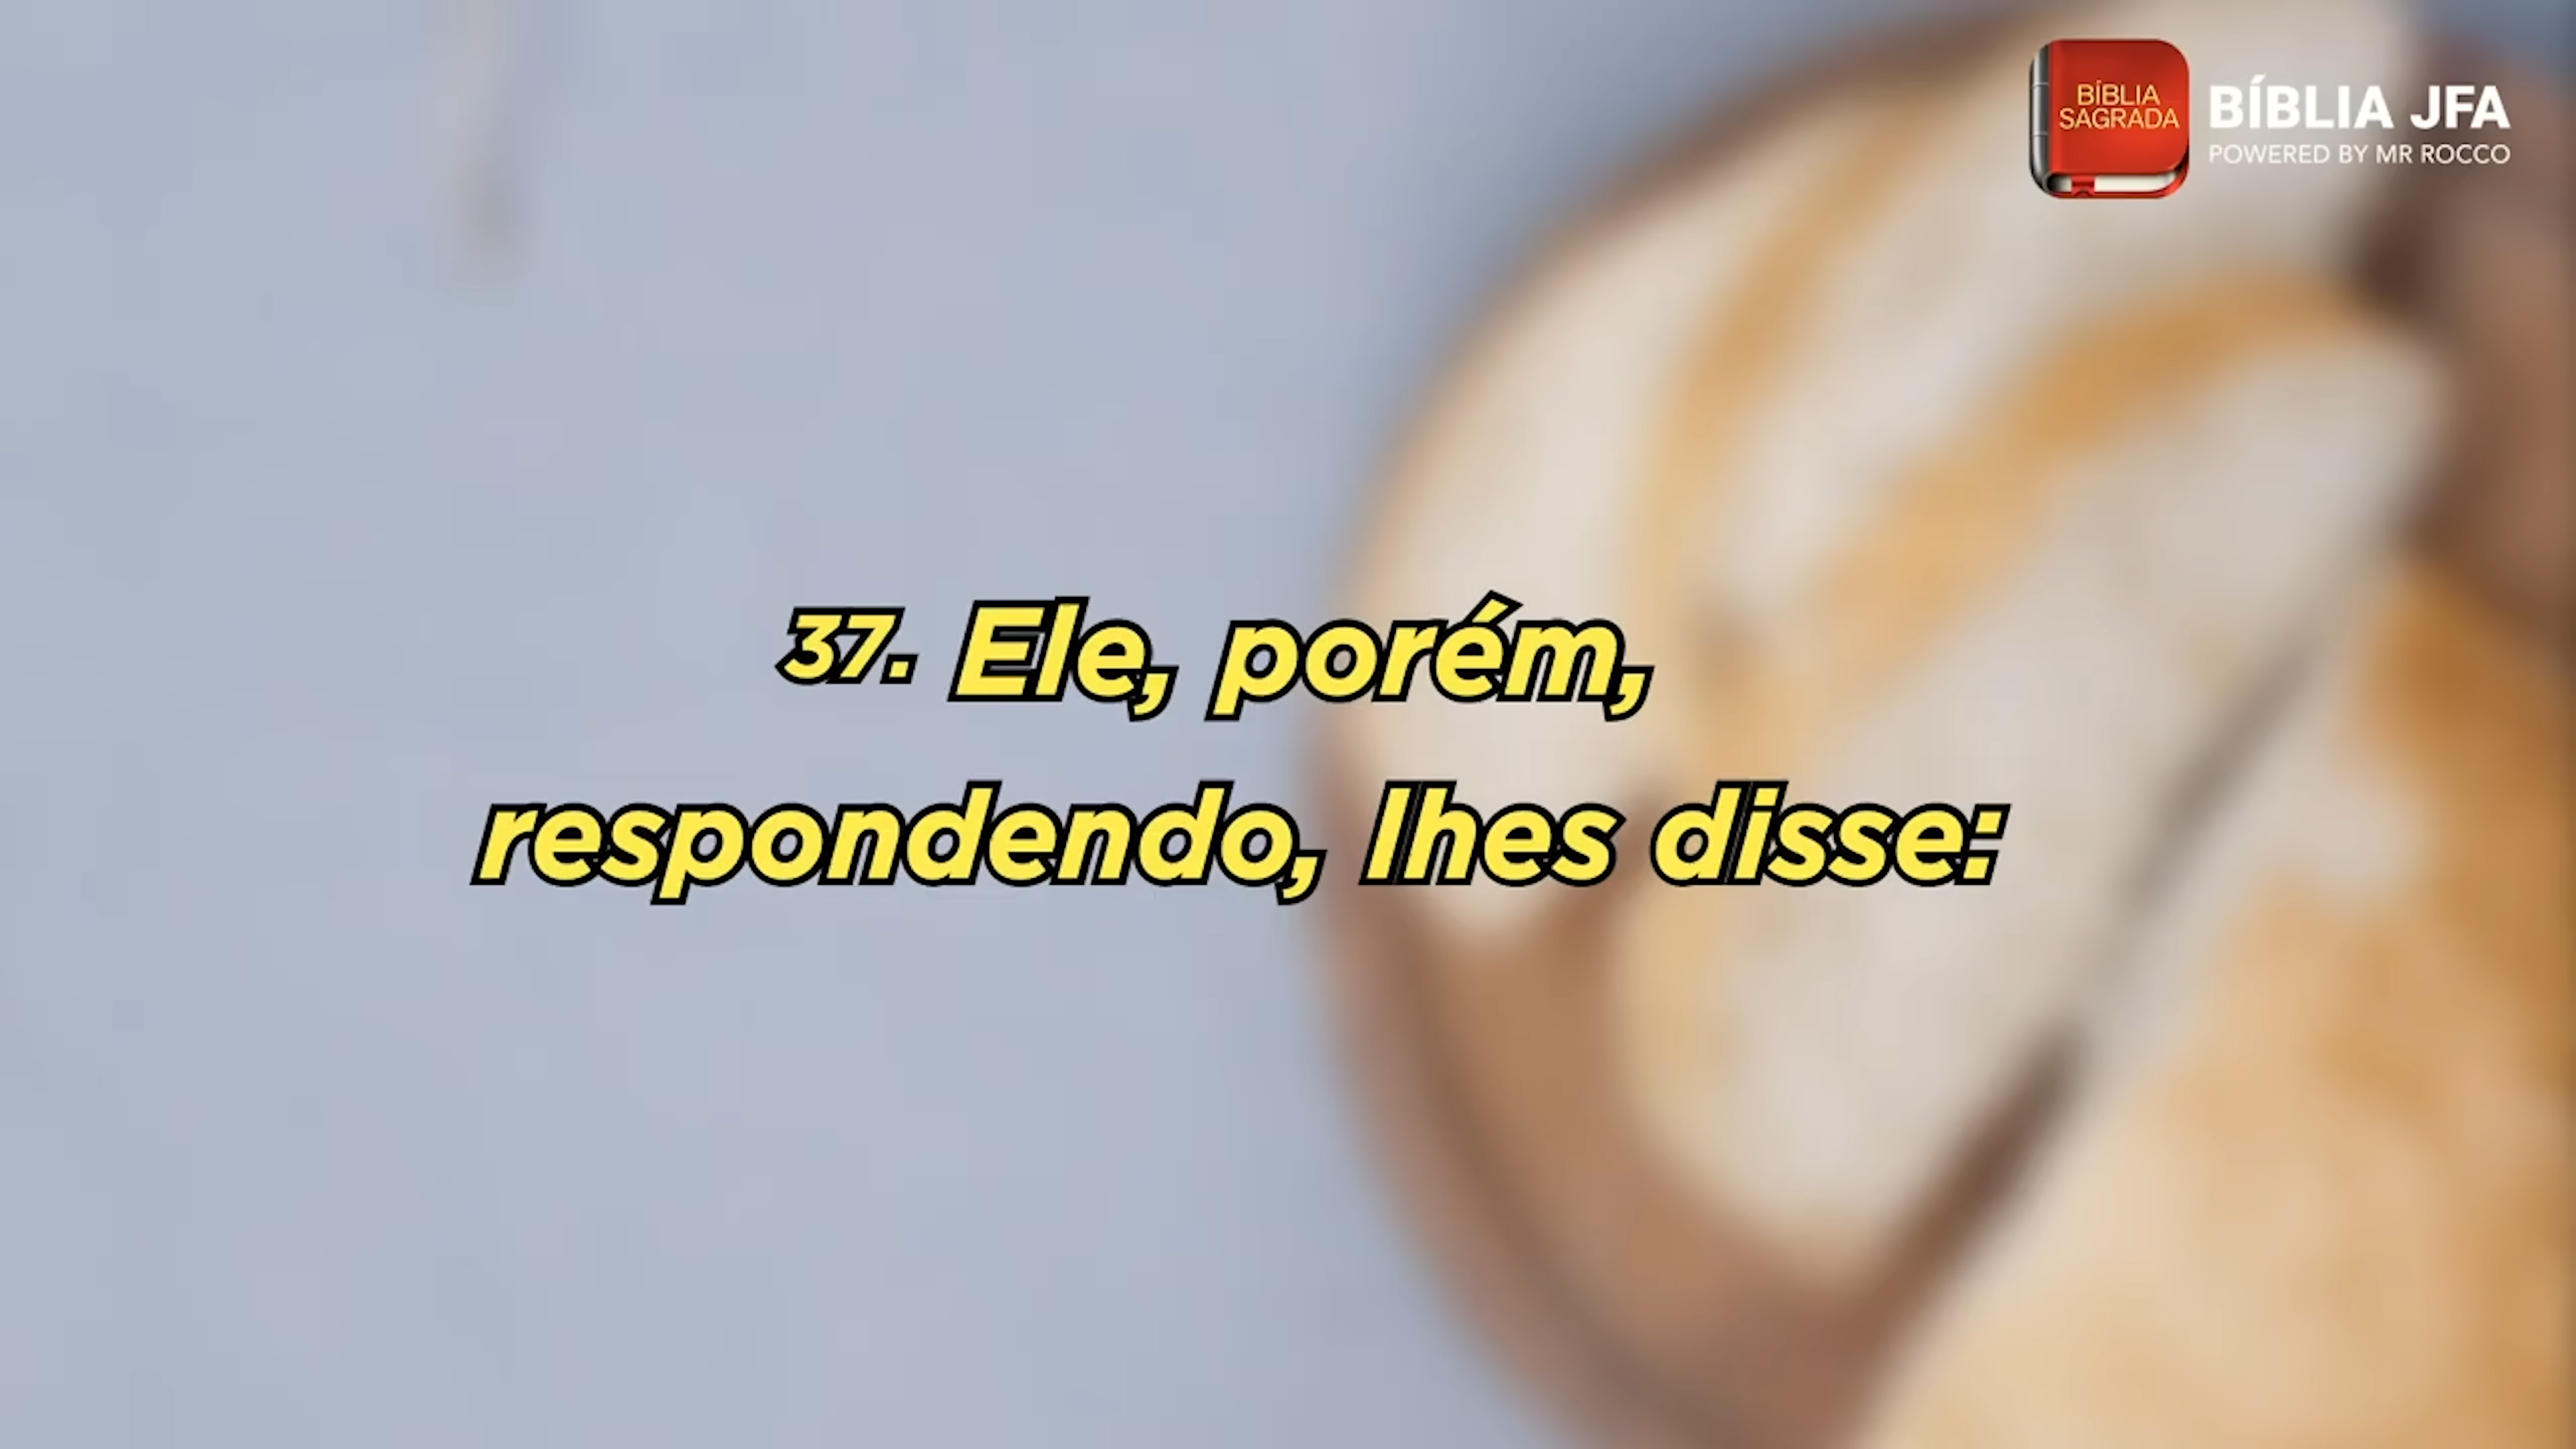 BÍBLIA
SAGRADA
BÍBLIA JFA
POWERED BY MR ROCCO
37. Ele, porém,
respondendo, lhes disse: